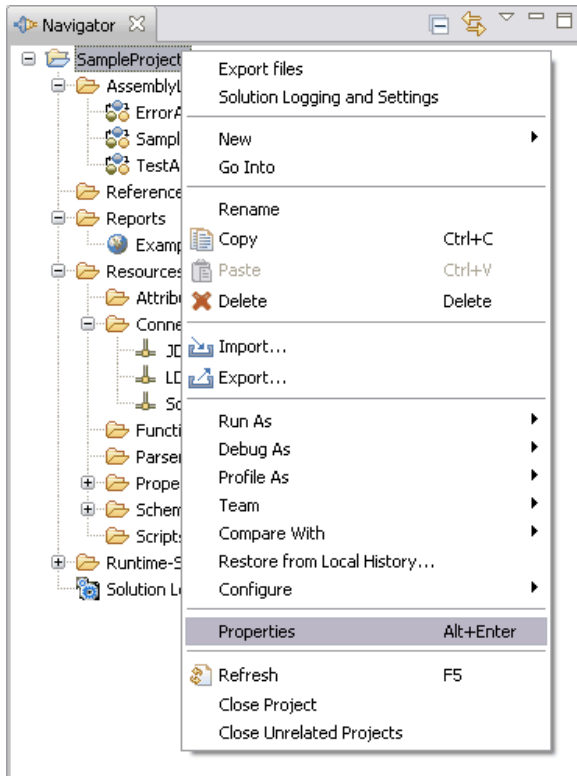 Navigator
SampleProject
Export files
AssemblyL
Solution Logging and Settings
ErrorA
Sampl
New
TestA
Go Into
Reference
Rename
Reports
Copy Ctrl+C
Examp
Paste Ctrl+V
Resources
Attribu
Delete Delete
Conne
JD
Import...
LD
Export...
So
Run As
Functi
Debug As
Parser
Profile As
Prope
Team
Schem
Compare With
Scripts
Restore from Local History...
Runtime-S
Configure
Solution Lo
Properties Alt+Enter
Refresh F5
Close Project
Close Unrelated Projects